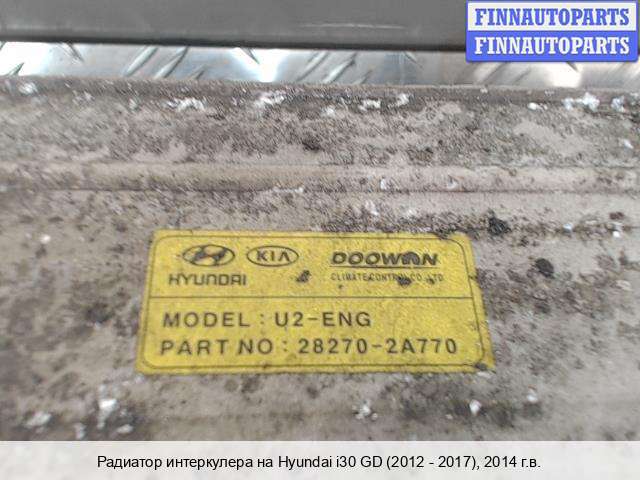 FINNAUTOPARTS
FINNAUTOPARTS
HYUNDAI
KIA
DOOWON
CLIMATE CONTROL CO.,LTD
MODEL : U2-ENG
PART NO : 28270-2A770
Радиатор интеркулера на Hyundai i30 GD (2012 - 2017), 2014 г.в.